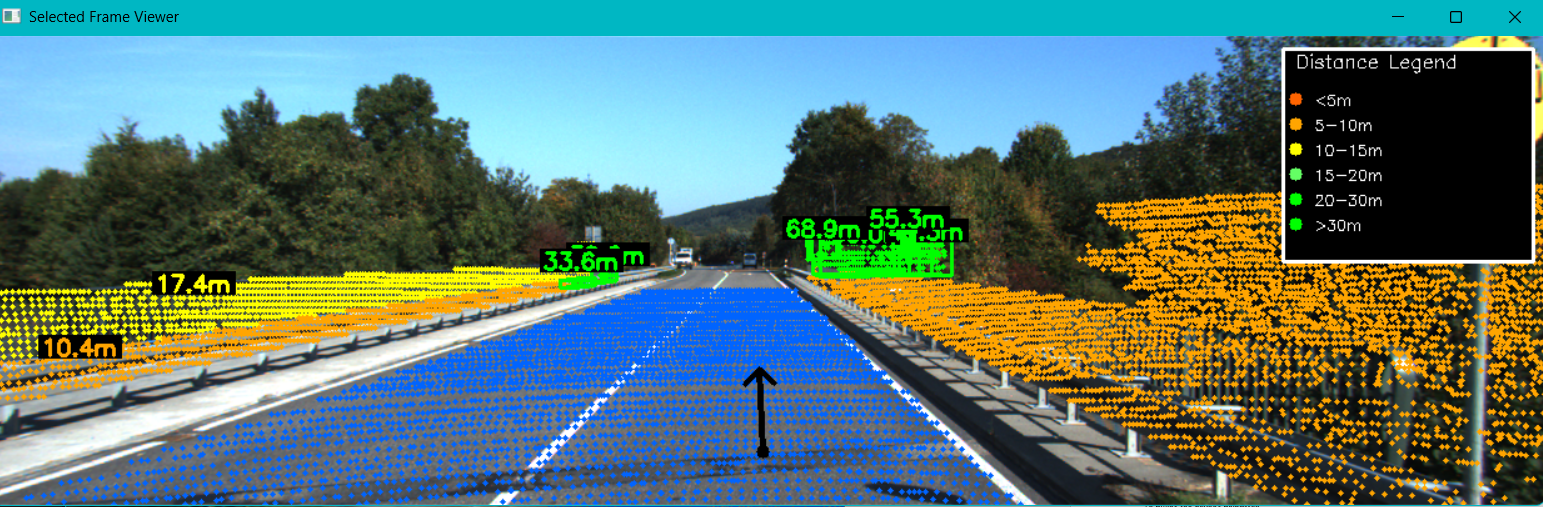 Selected Frame Viewer
Distance Legend
<5m
5-10m
10-15m
15-20m
20-30m
>30m
55.3m
68.9m
33.6m
17.4m
10.4m